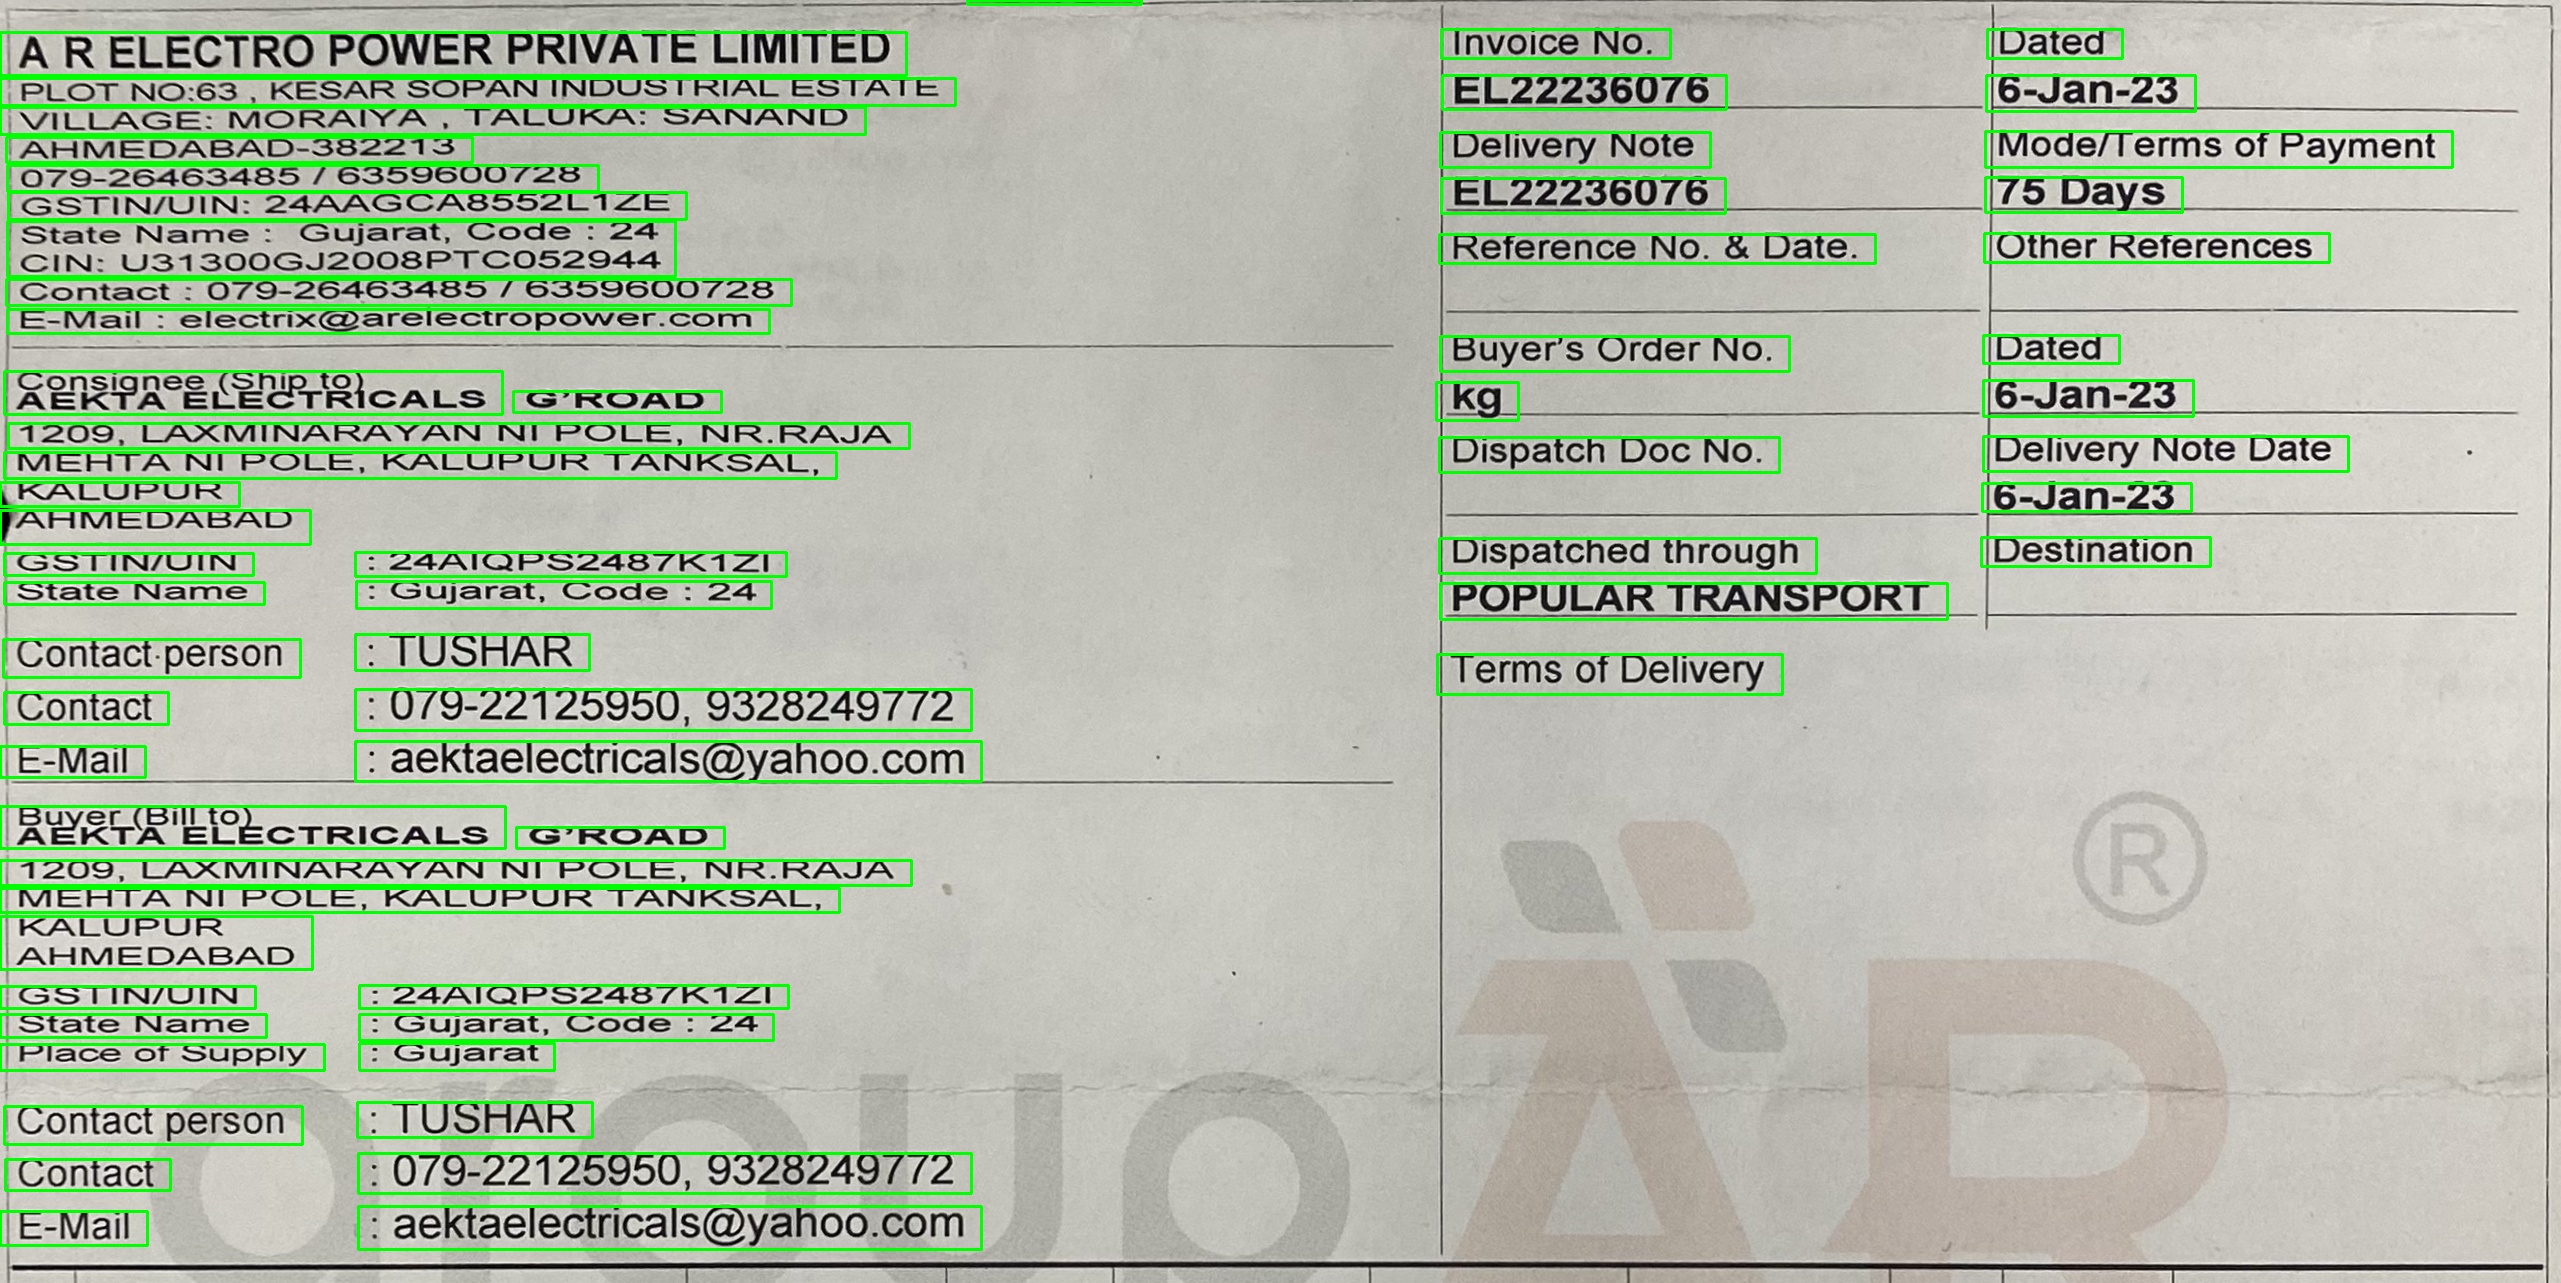 A R ELECTRO POWER PRIVATE LIMITED
PLOT NO:63 , KESAR SOPAN INDUSTRIAL ESTATE
VILLAGE: MORAIYA , TALUKA: SANAND
AHMEDABAD-382213
079-26463485 / 6359600728
GSTIN/UIN: 24AAGCA8552L1ZE
State Name : Gujarat, Code : 24
CIN: U31300GJ2008PTC052944
Contact : 079-26463485 / 6359600728
E-Mail : electrix@arelectropower.com
Consignee (Ship to)
AEKTA ELECTRICALS G'ROAD
1209, LAXMINARAYAN NI POLE, NR.RAJA
MEHTA NI POLE, KALUPUR TANKSAL,
KALUPUR
AHMEDABAD
GSTIN/UIN : 24AIQPS2487K1ZI
State Name : Gujarat, Code : 24
Contact person : TUSHAR
Contact : 079-22125950, 9328249772
E-Mail : aektaelectricals@yahoo.com
Buyer (Bill to)
AEKTA ELECTRICALS G'ROAD
1209, LAXMINARAYAN NI POLE, NR.RAJA
MEHTA NI POLE, KALUPUR TANKSAL,
KALUPUR
AHMEDABAD
GSTIN/UIN : 24AIQPS2487K1ZI
State Name : Gujarat, Code : 24
Place of Supply : Gujarat
Contact person : TUSHAR
Contact : 079-22125950, 9328249772
E-Mail : aektaelectricals@yahoo.com
Invoice No. Dated
EL22236076 6-Jan-23
Delivery Note Mode/Terms of Payment
EL22236076 75 Days
Reference No. & Date. Other References
Buyer's Order No. Dated
kg 6-Jan-23
Dispatch Doc No. Delivery Note Date
6-Jan-23
Dispatched through Destination
POPULAR TRANSPORT
Terms of Delivery
AR ®
group